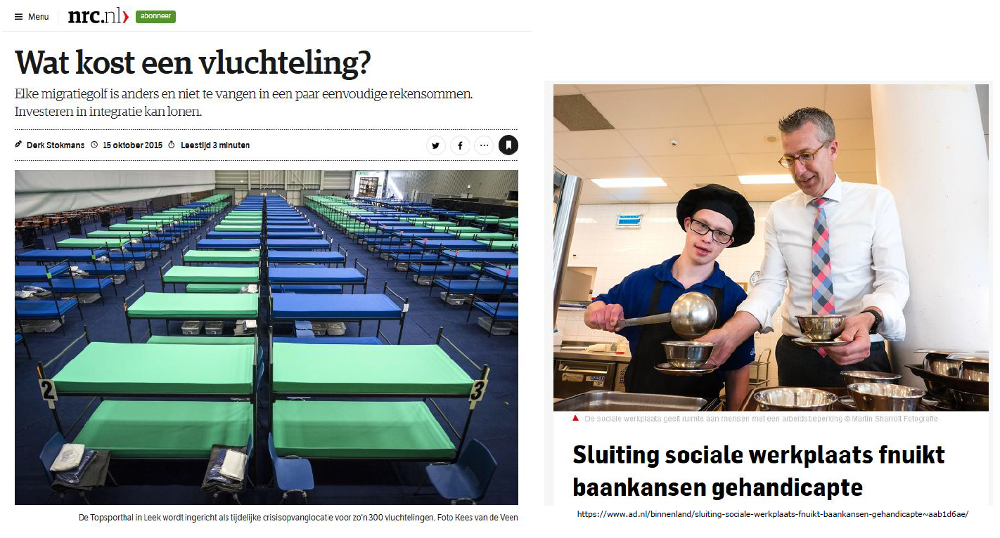 Menu
nrc.nl
abonneer
Wat kost een vluchteling?
Elke migratiegolf is anders en niet te vangen in een paar eenvoudige rekensommen.
Investeren in integratie kan lonen.
Derk Stokmans 15 oktober 2015 Leestijd 3 minuten
2
3
De Topsporthal in Leek wordt ingericht als tijdelijke crisisopvanglocatie voor zo'n 300 vluchtelingen. Foto Kees van de Veen
De sociale werkplaats geeft ruimte aan mensen met een arbeidsbeperking © Martin Sharrott Fotografie
Sluiting sociale werkplaats fnuikt
baankansen gehandicapte
https://www.ad.nl/binnenland/sluiting-sociale-werkplaats-fnuikt-baankansen-gehandicapte~aab1d6ae/